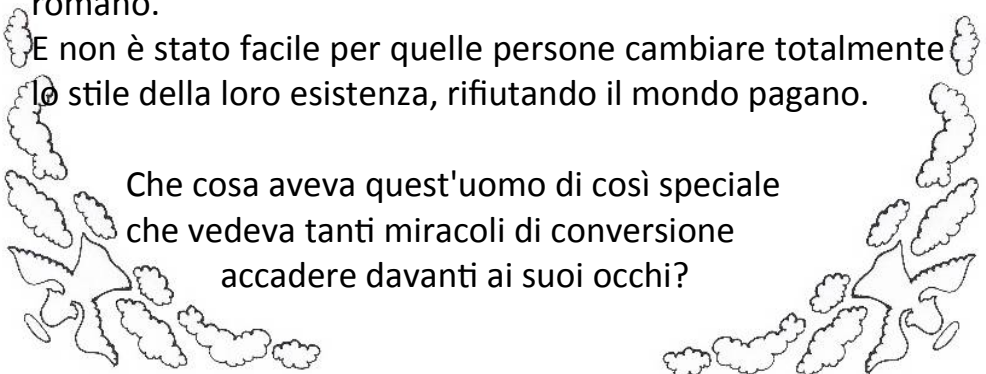 romano.
E non è stato facile per quelle persone cambiare totalmente
lo stile della loro esistenza, rifiutando il mondo pagano.
Che cosa aveva quest'uomo di così speciale
che vedeva tanti miracoli di conversione
accadere davanti ai suoi occhi?